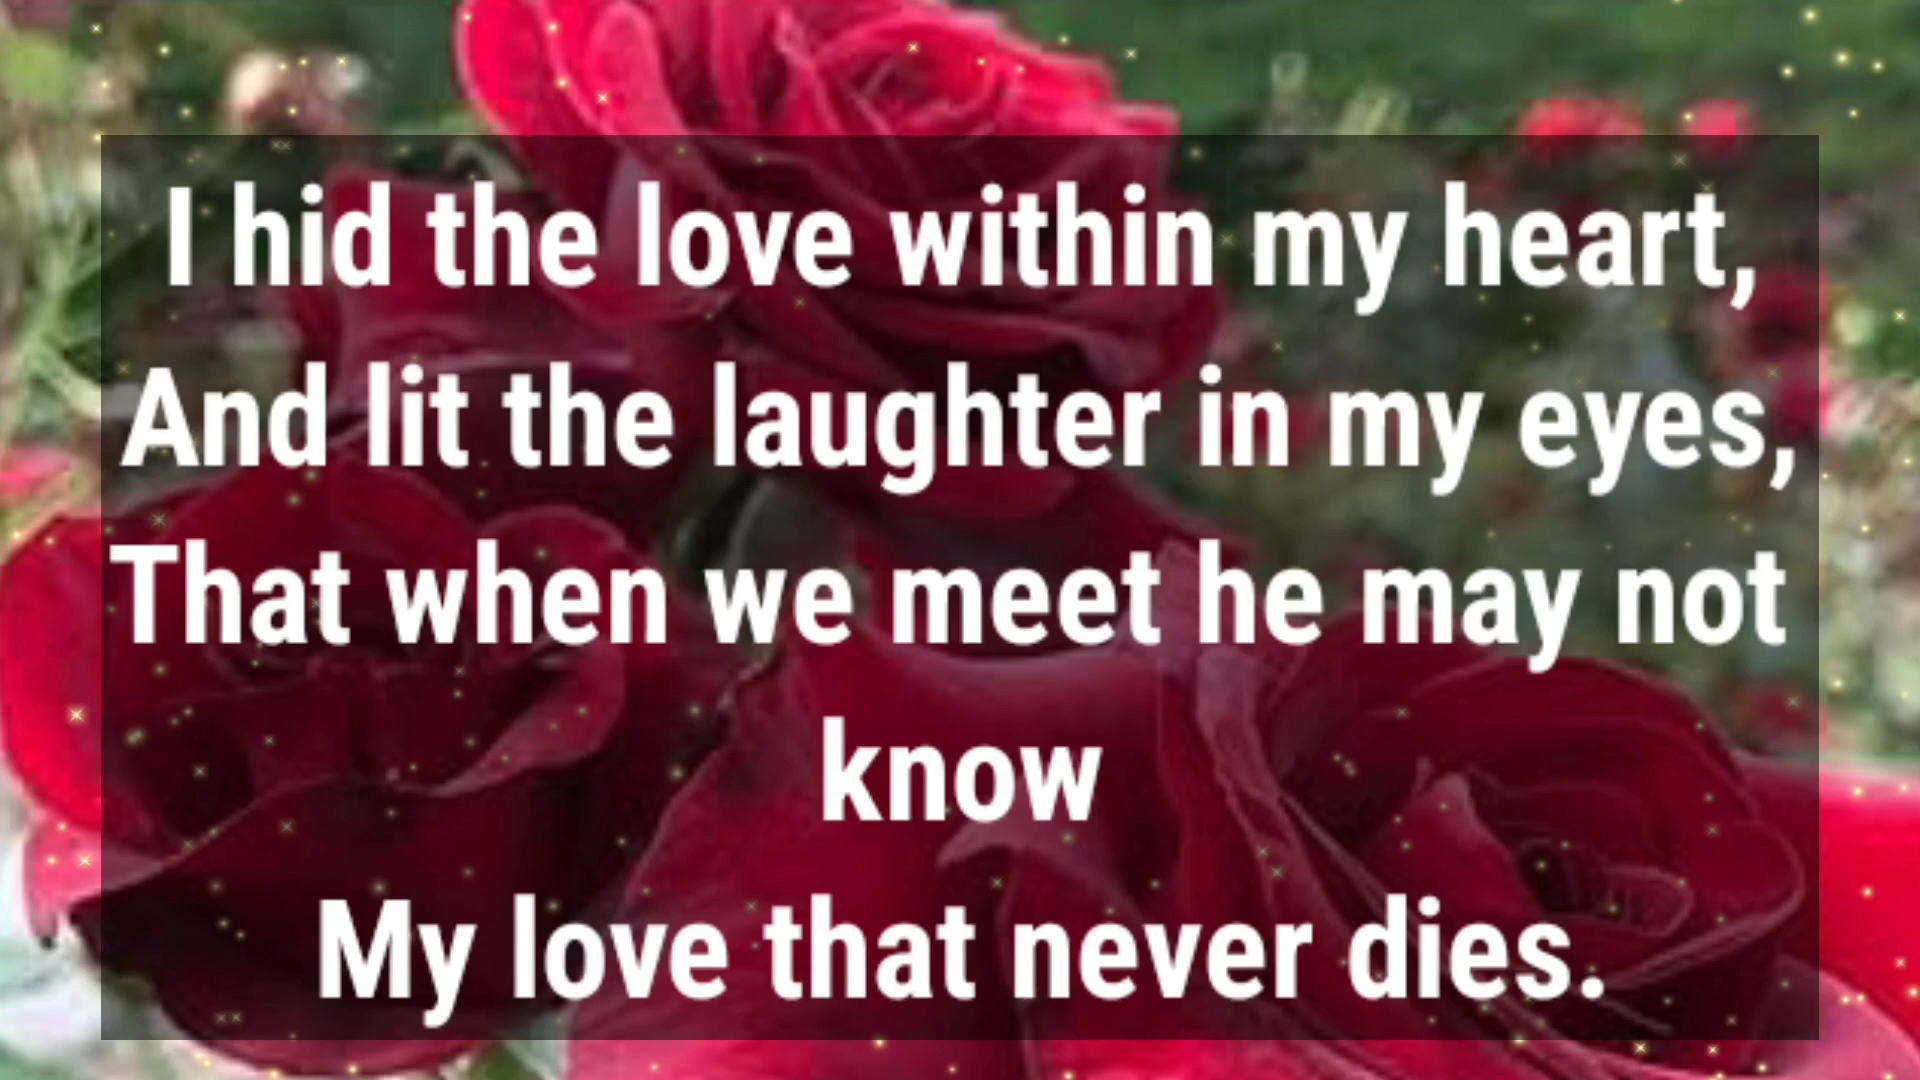 I hid the love within my heart,
And lit the laughter in my eyes,
That when we meet he may not
know
My love that never dies.